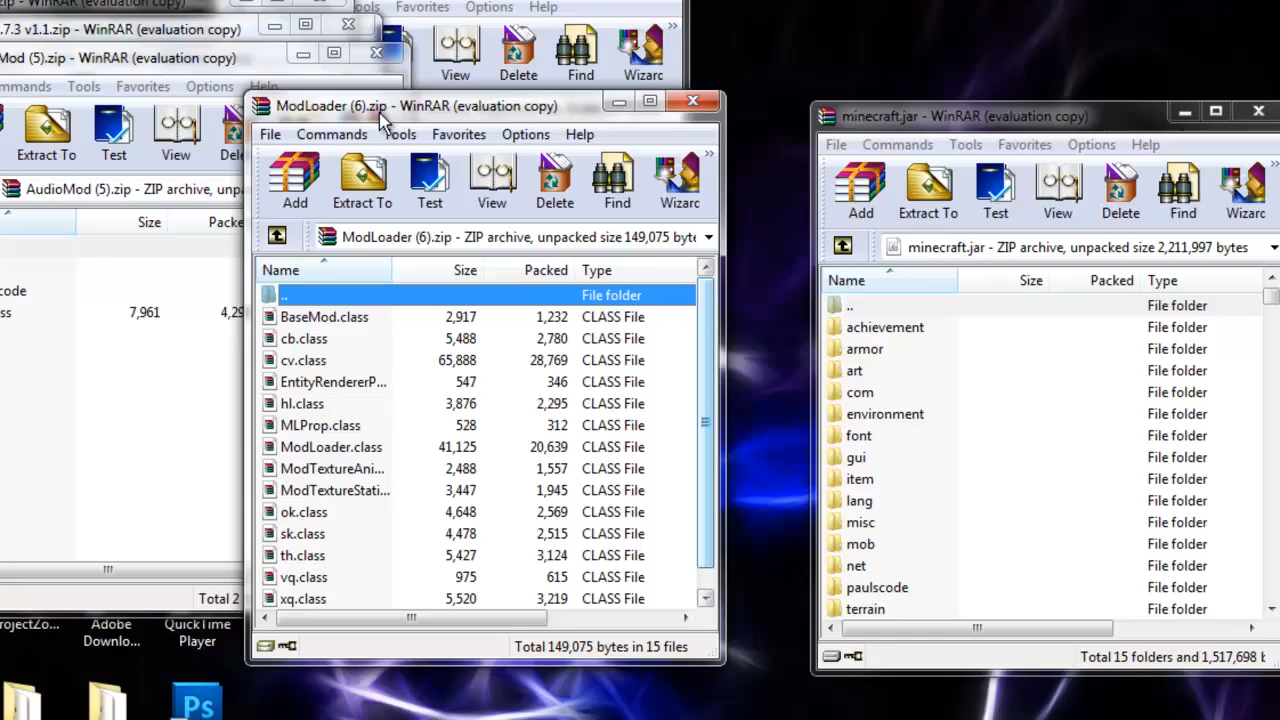 zip - WinRAR (evaluation copy)
.7.3 v1.1.zip - WinRAR (evaluation copy)
Mod (5).zip - WinRAR (evaluation copy)
ools Favorites Options Help
View Delete Find Wizarc
mmands Tools Favorites Options Help
Extract To Test View Dele
AudioMod (5).zip - ZIP archive, unpa
Size Packe
code
ss 7,961 4,29
Total 2
ModLoader (6).zip - WinRAR (evaluation copy)
File Commands Tools Favorites Options Help
Add Extract To Test View Delete Find Wizarc
ModLoader (6).zip - ZIP archive, unpacked size 149,075 byte
Name Size Packed Type
.. File folder
BaseMod.class 2,917 1,232 CLASS File
cb.class 5,488 2,780 CLASS File
cv.class 65,888 28,769 CLASS File
EntityRendererP... 547 346 CLASS File
hl.class 3,876 2,295 CLASS File
MLProp.class 528 312 CLASS File
ModLoader.class 41,125 20,639 CLASS File
ModTextureAni... 2,488 1,557 CLASS File
ModTextureStati... 3,447 1,945 CLASS File
ok.class 4,648 2,569 CLASS File
sk.class 4,478 2,515 CLASS File
th.class 5,427 3,124 CLASS File
vq.class 975 615 CLASS File
xq.class 5,520 3,219 CLASS File
Total 149,075 bytes in 15 files
minecraft.jar - WinRAR (evaluation copy)
File Commands Tools Favorites Options Help
Add Extract To Test View Delete Find Wizarc
minecraft.jar - ZIP archive, unpacked size 2,211,997 bytes
Name Size Packed Type
.. File folder
achievement File folder
armor File folder
art File folder
com File folder
environment File folder
font File folder
gui File folder
item File folder
lang File folder
misc File folder
mob File folder
net File folder
paulscode File folder
terrain File folder
Total 15 folders and 1,517,698 b
rojectZo...
Adobe
Downlo...
QuickTime
Player
Ps